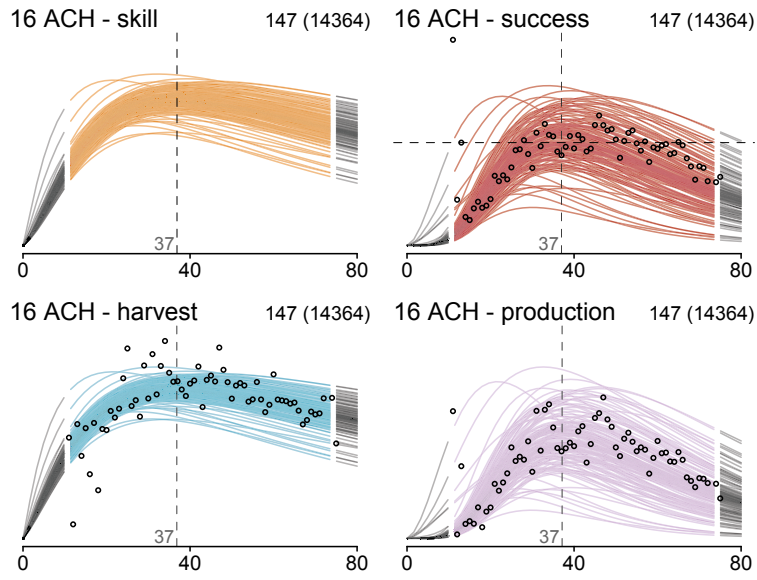 16 ACH - skill 147 (14364)
37
0 40 80
16 ACH - success 147 (14364)
37
0 40 80
16 ACH - harvest 147 (14364)
37
0 40 80
16 ACH - production 147 (14364)
37
0 40 80